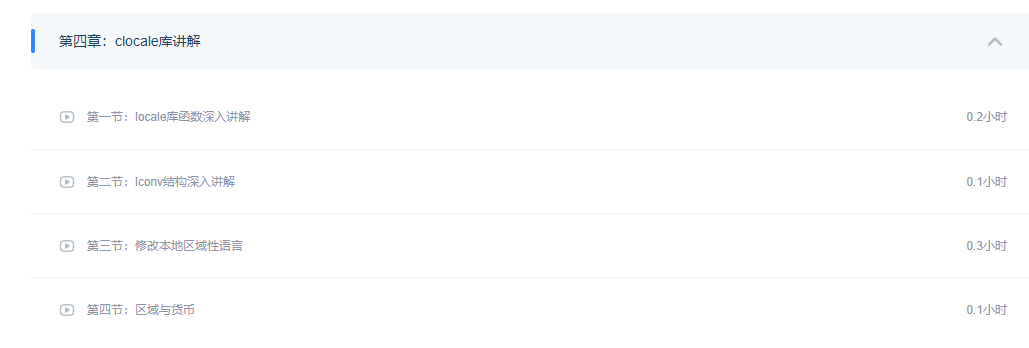 第四章：clocale库讲解
第一节：locale库函数深入讲解 0.2小时
第二节：lconv结构深入讲解 0.1小时
第三节：修改本地区域性语言 0.3小时
第四节：区域与货币 0.1小时